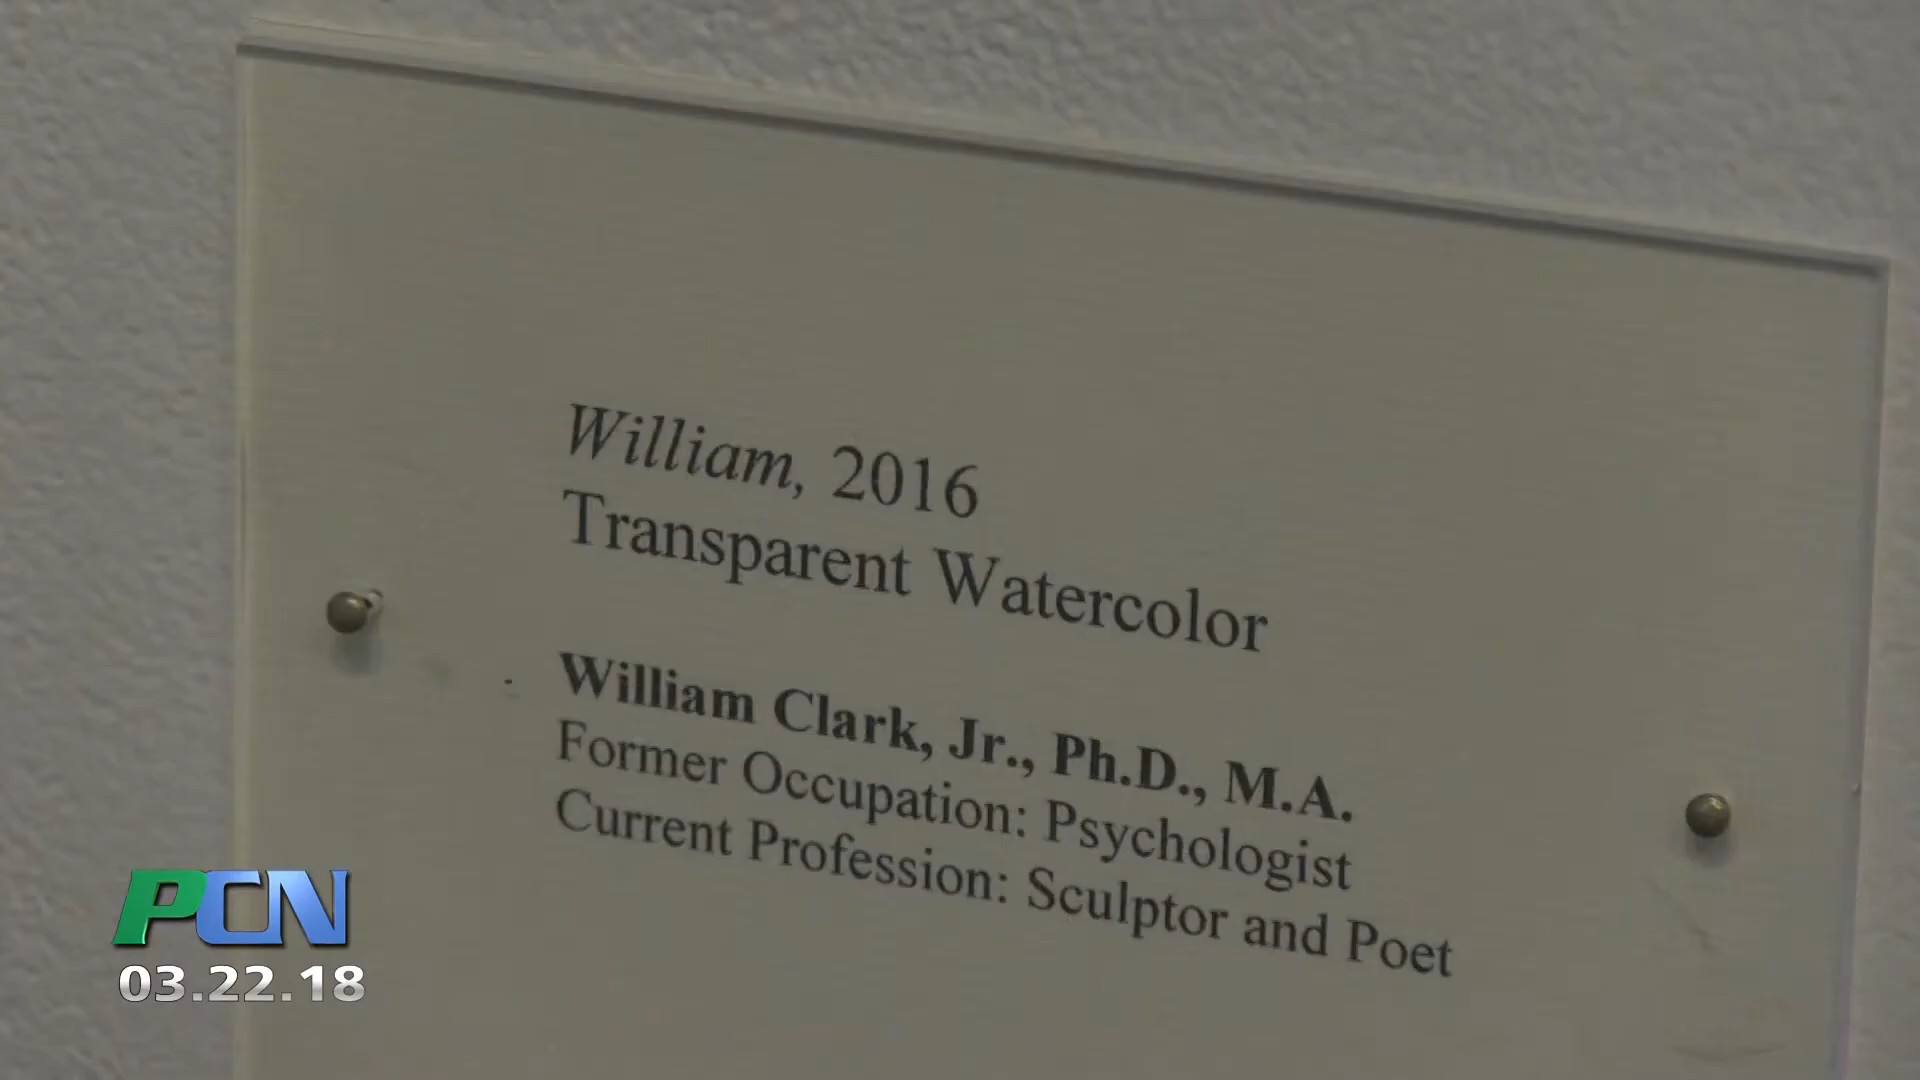 William, 2016
Transparent Watercolor
William Clark, Jr., Ph.D., M.A.
Former Occupation: Psychologist
Current Profession: Sculptor and Poet
PCN
03.22.18